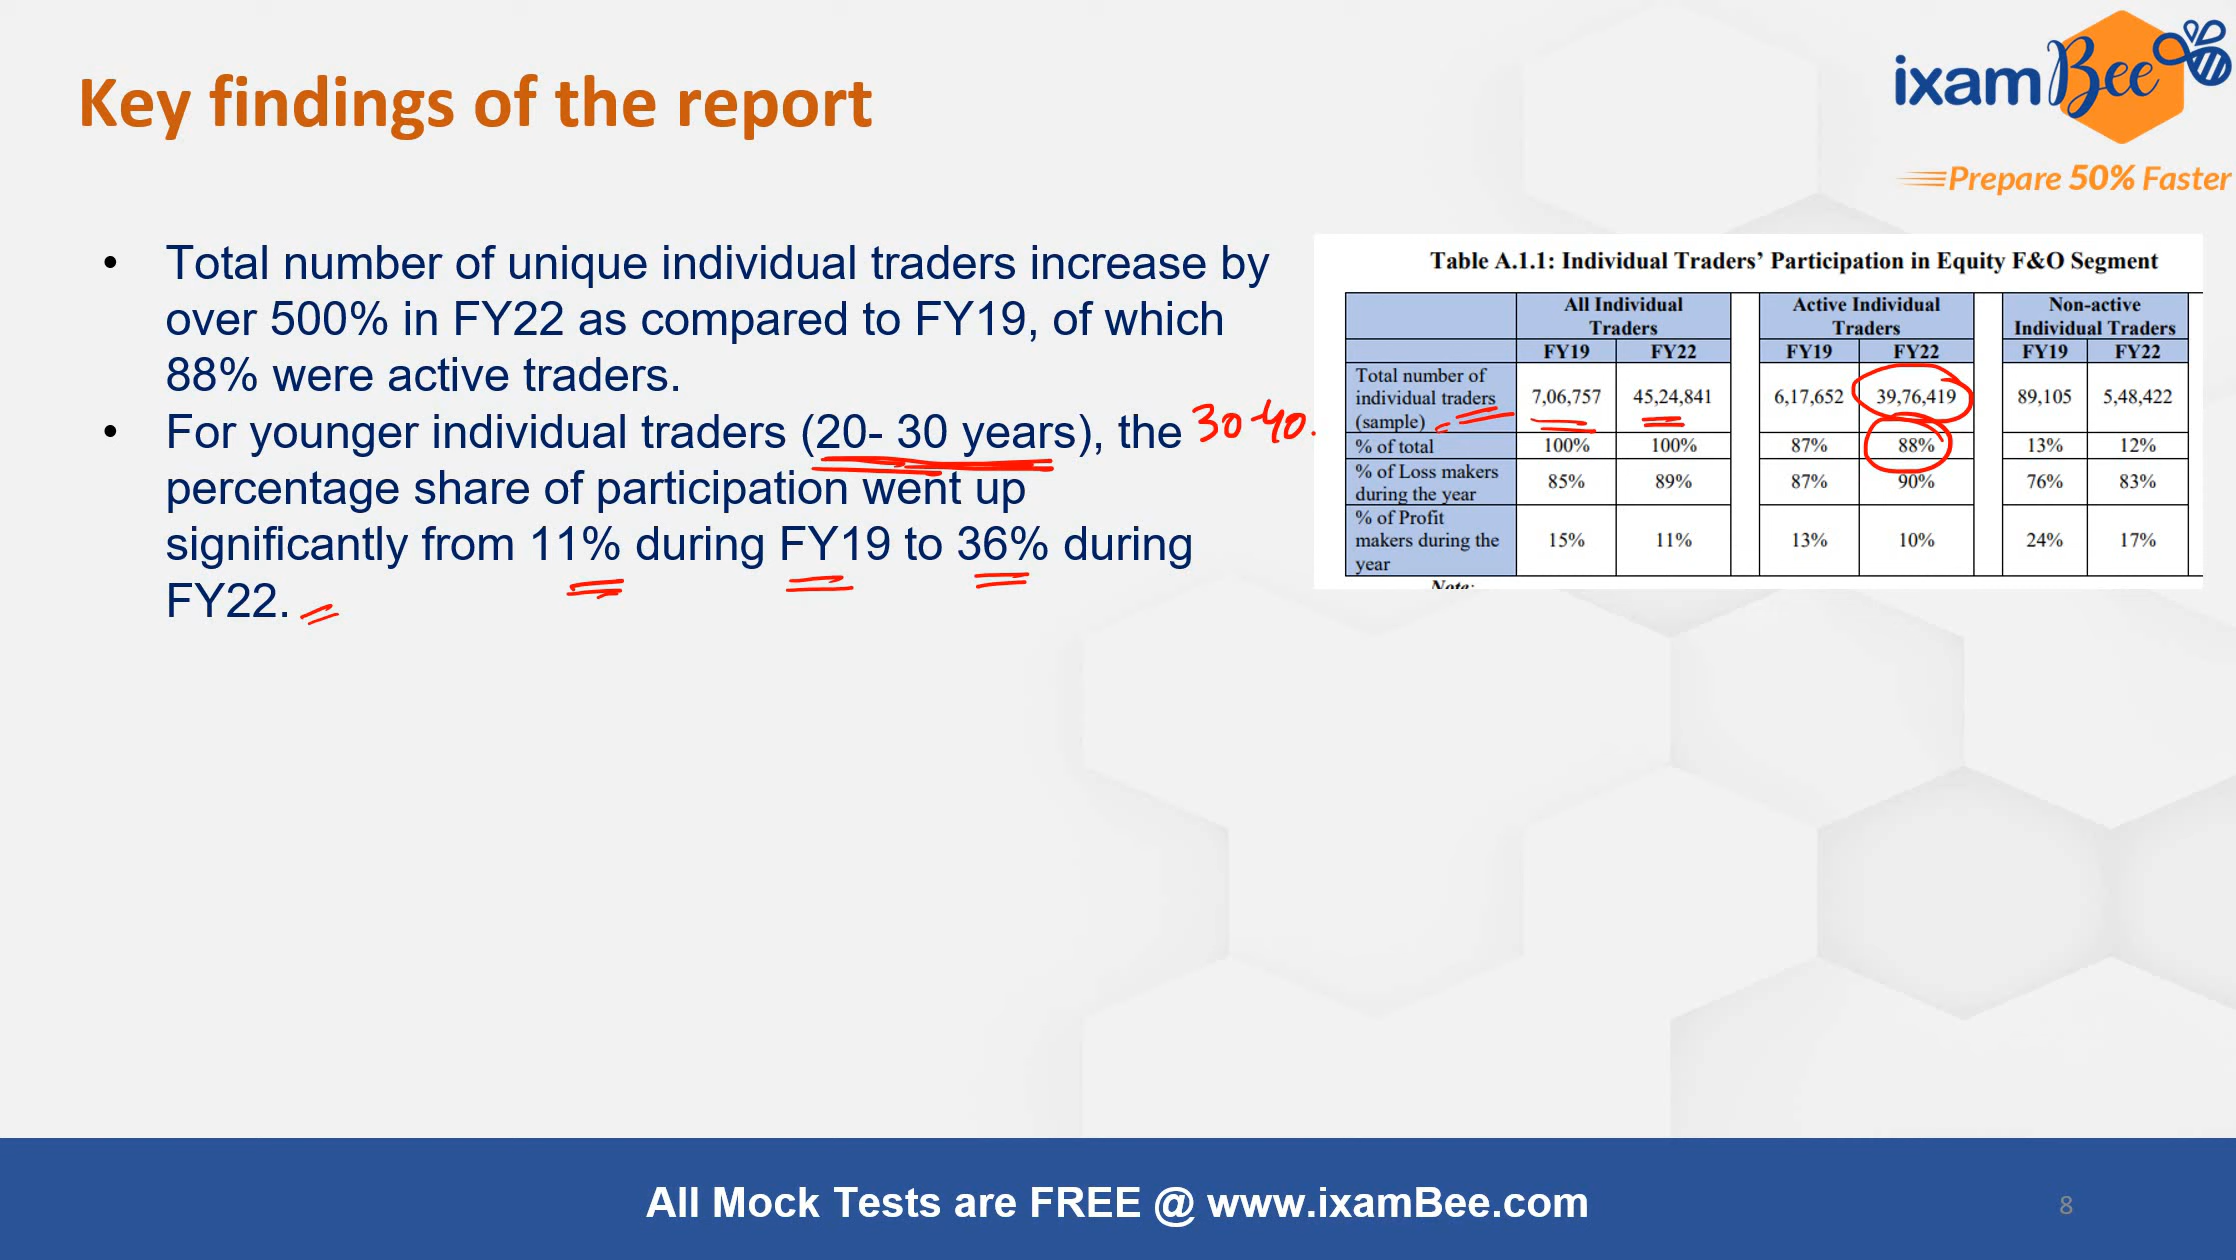 Key findings of the report
ixamBee
Prepare 50% Faster
• Total number of unique individual traders increase by
over 500% in FY22 as compared to FY19, of which
88% were active traders.
• For younger individual traders (20- 30 years), the 30-40.
percentage share of participation went up
significantly from 11% during FY19 to 36% during
FY22.
Table A.1.1: Individual Traders’ Participation in Equity F&O Segment
All Individual Traders Active Individual Traders Non-active Individual Traders
FY19 FY22 FY19 FY22 FY19 FY22
Total number of individual traders (sample) 7,06,757 45,24,841 6,17,652 39,76,419 89,105 5,48,422
% of total 100% 100% 87% 88% 13% 12%
% of Loss makers during the year 85% 89% 87% 90% 76% 83%
% of Profit makers during the year 15% 11% 13% 10% 24% 17%
Note:
All Mock Tests are FREE @ www.ixamBee.com
8